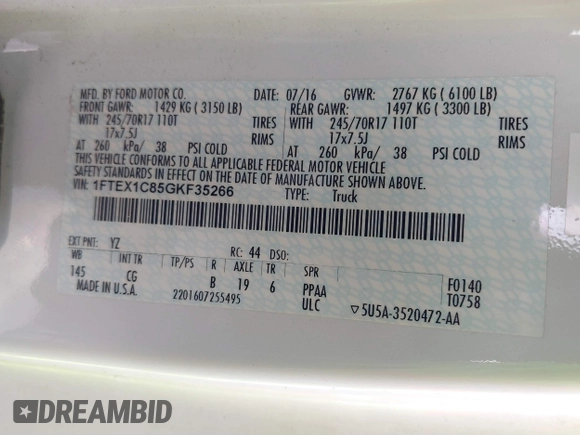 MFD. BY FORD MOTOR CO. DATE: 07/16 GVWR: 2767 KG ( 6100 LB)
FRONT GAWR: 1429 KG ( 3150 LB) REAR GAWR: 1497 KG ( 3300 LB)
WITH 245/70R17 110T TIRES WITH 245/70R17 110T TIRES
17x7.5J RIMS 17x7.5J RIMS
AT 260 kPa/ 38 PSI COLD AT 260 kPa/ 38 PSI COLD
THIS VEHICLE CONFORMS TO ALL APPLICABLE FEDERAL MOTOR VEHICLE
SAFETY STANDARDS IN EFFECT ON THE DATE OF MANUFACTURE SHOWN ABOVE.
VIN: 1FTEX1C85GKF35266 TYPE: Truck
EXT PNT: YZ RC: 44 DSO:
WB INT TR TP/PS R AXLE TR SPR
145 CG B 19 6 PPAA F0140
MADE IN U.S.A. 2201607255495 ULC T0758
▽5U5A-3520472-AA
DREAMBID